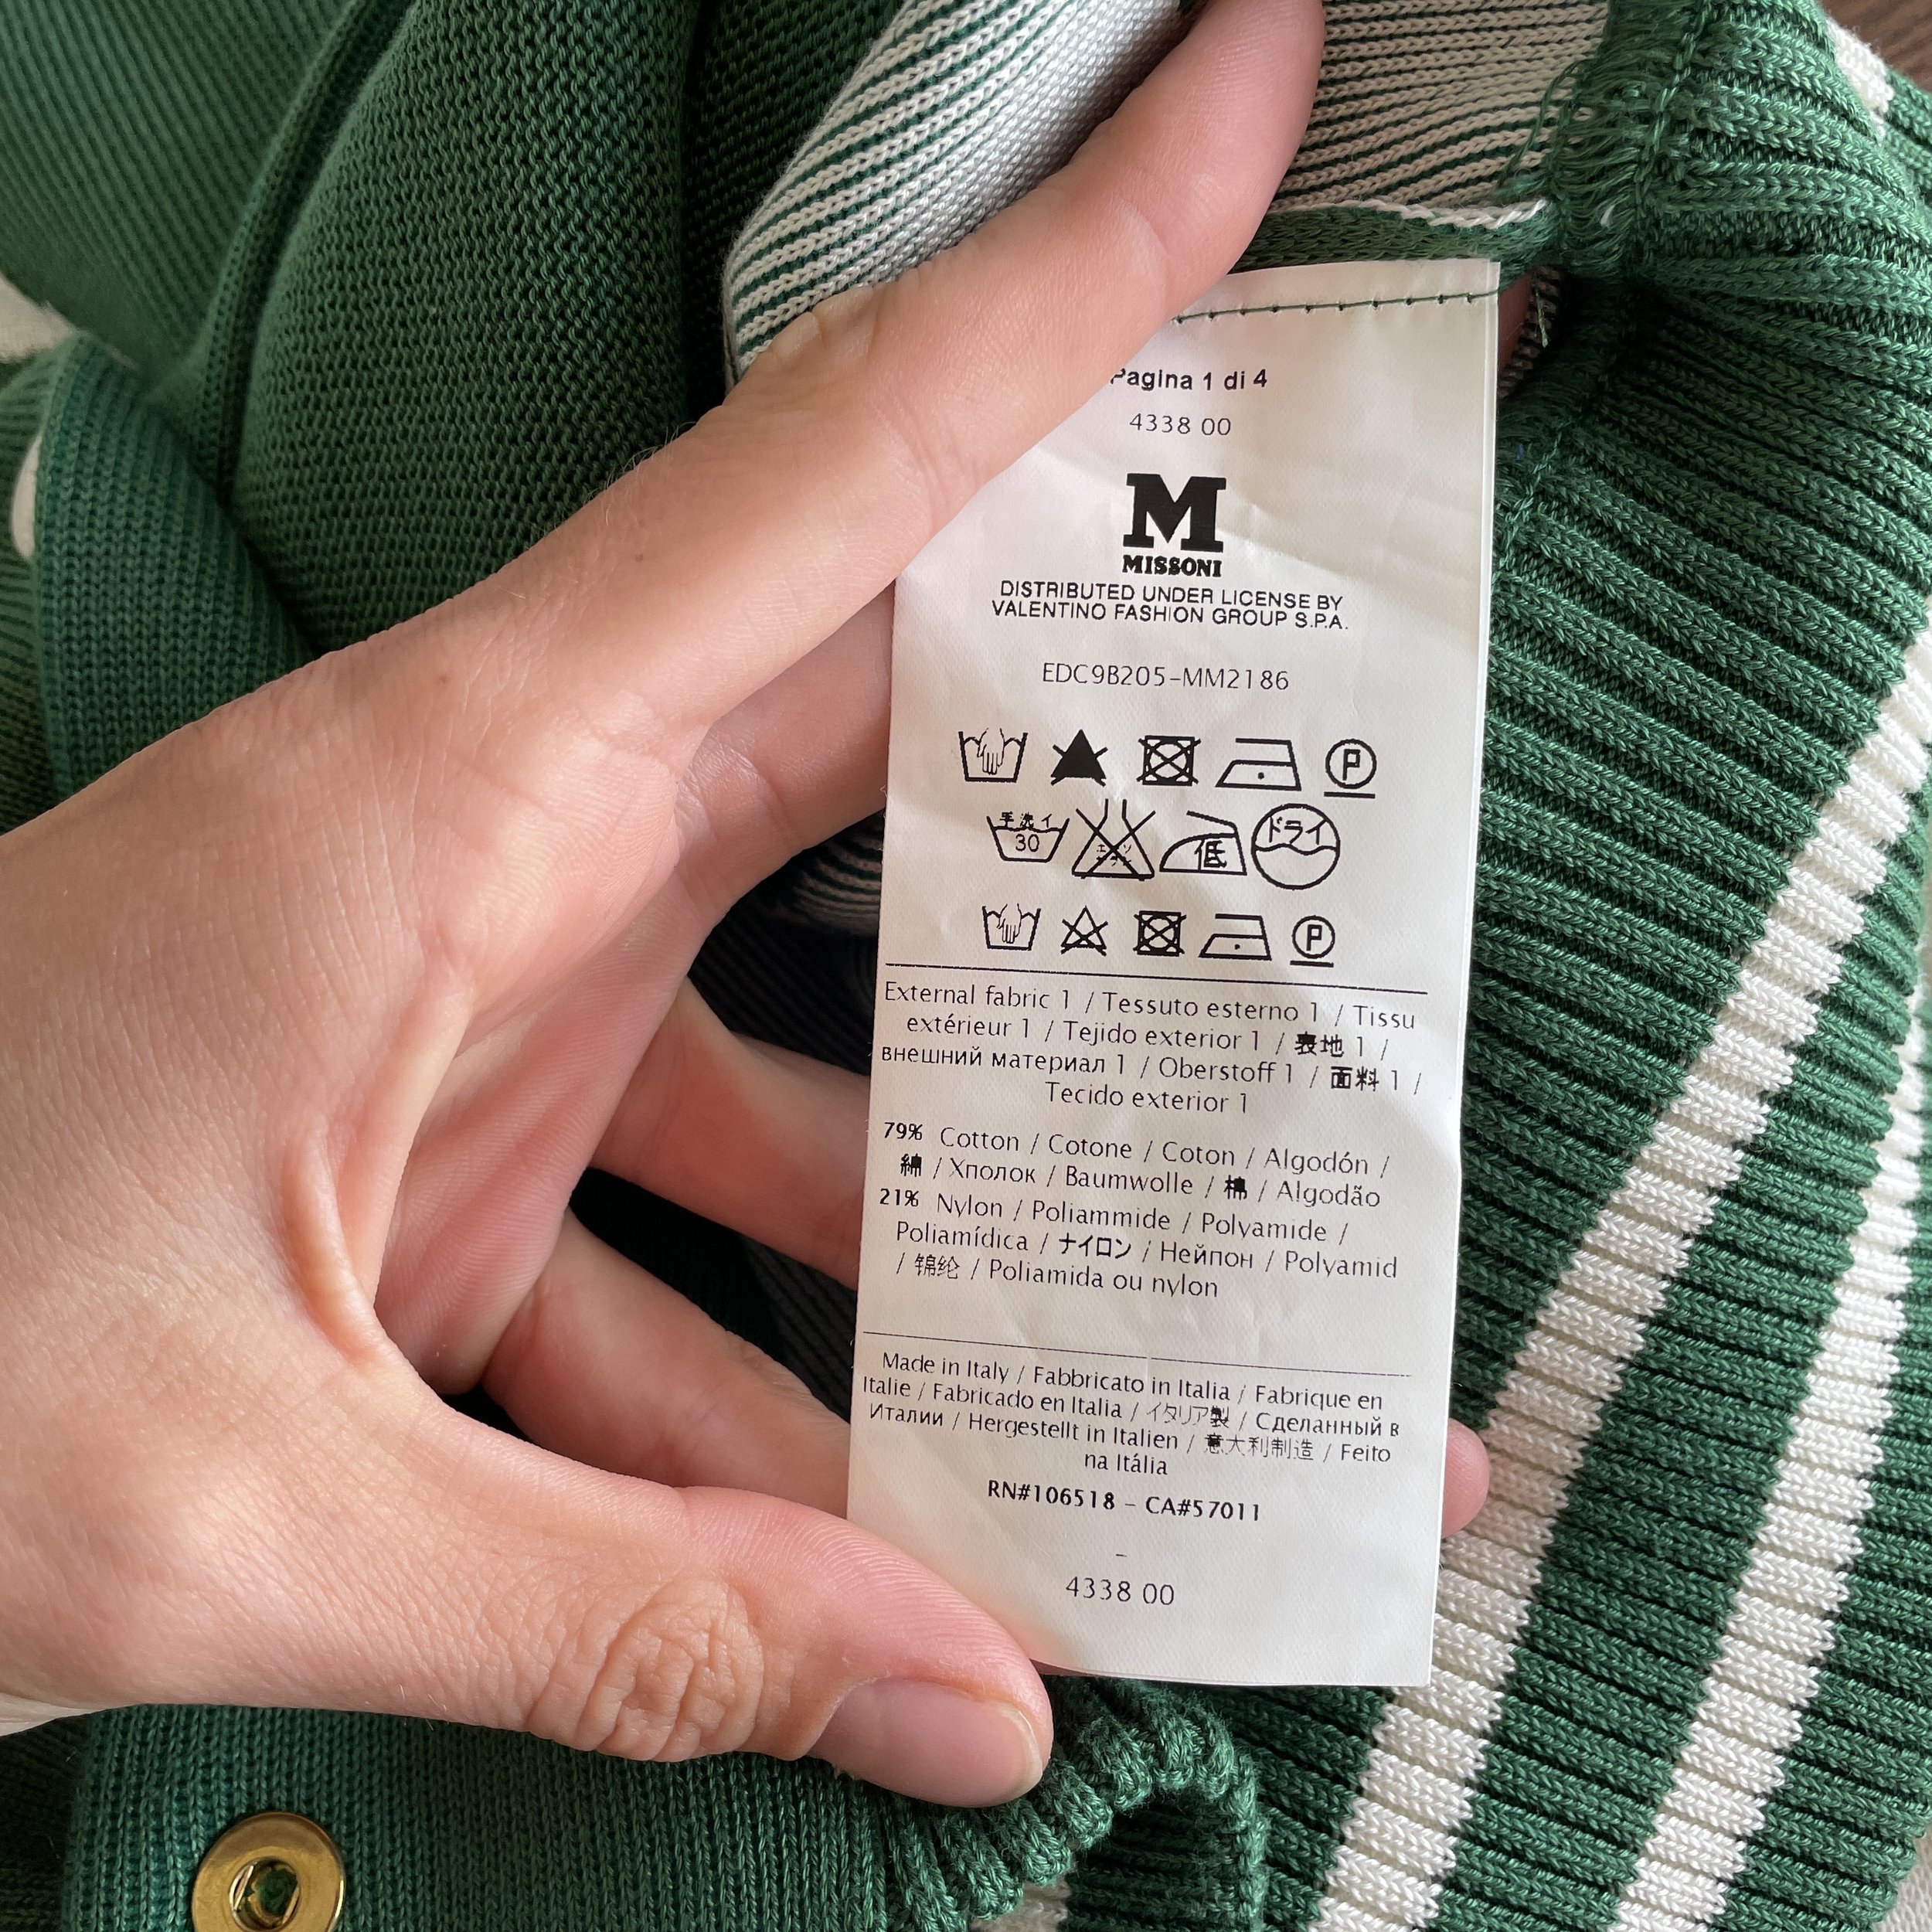 Pagina 1 di 4
4338 00
M
MISSONI
DISTRIBUTED UNDER LICENSE BY
VALENTINO FASHION GROUP S.P.A.
EDC9B205-MM2186
P
手洗イ
30
低
ドライ
P
External fabric 1 / Tessuto esterno 1 / Tissu
extérieur 1 / Tejido exterior 1 / 表地 1 /
внешний материал 1 / Oberstoff 1 / 面料 1 /
Tecido exterior 1
79% Cotton / Cotone / Coton / Algodón /
綿 / Хполок / Baumwolle / 棉 / Algodão
21% Nylon / Poliammide / Polyamide /
Poliamídica / ナイロン / Нейпон / Polyamid
/ 锦纶 / Poliamida ou nylon
Made in Italy / Fabbricato in Italia / Fabrique en
Italie / Fabricado en Italia / イタリア製 / Сделанный в
Италии / Hergestellt in Italien / 意大利制造 / Feito
na Itália
RN#106518 - CA#57011
-
4338 00